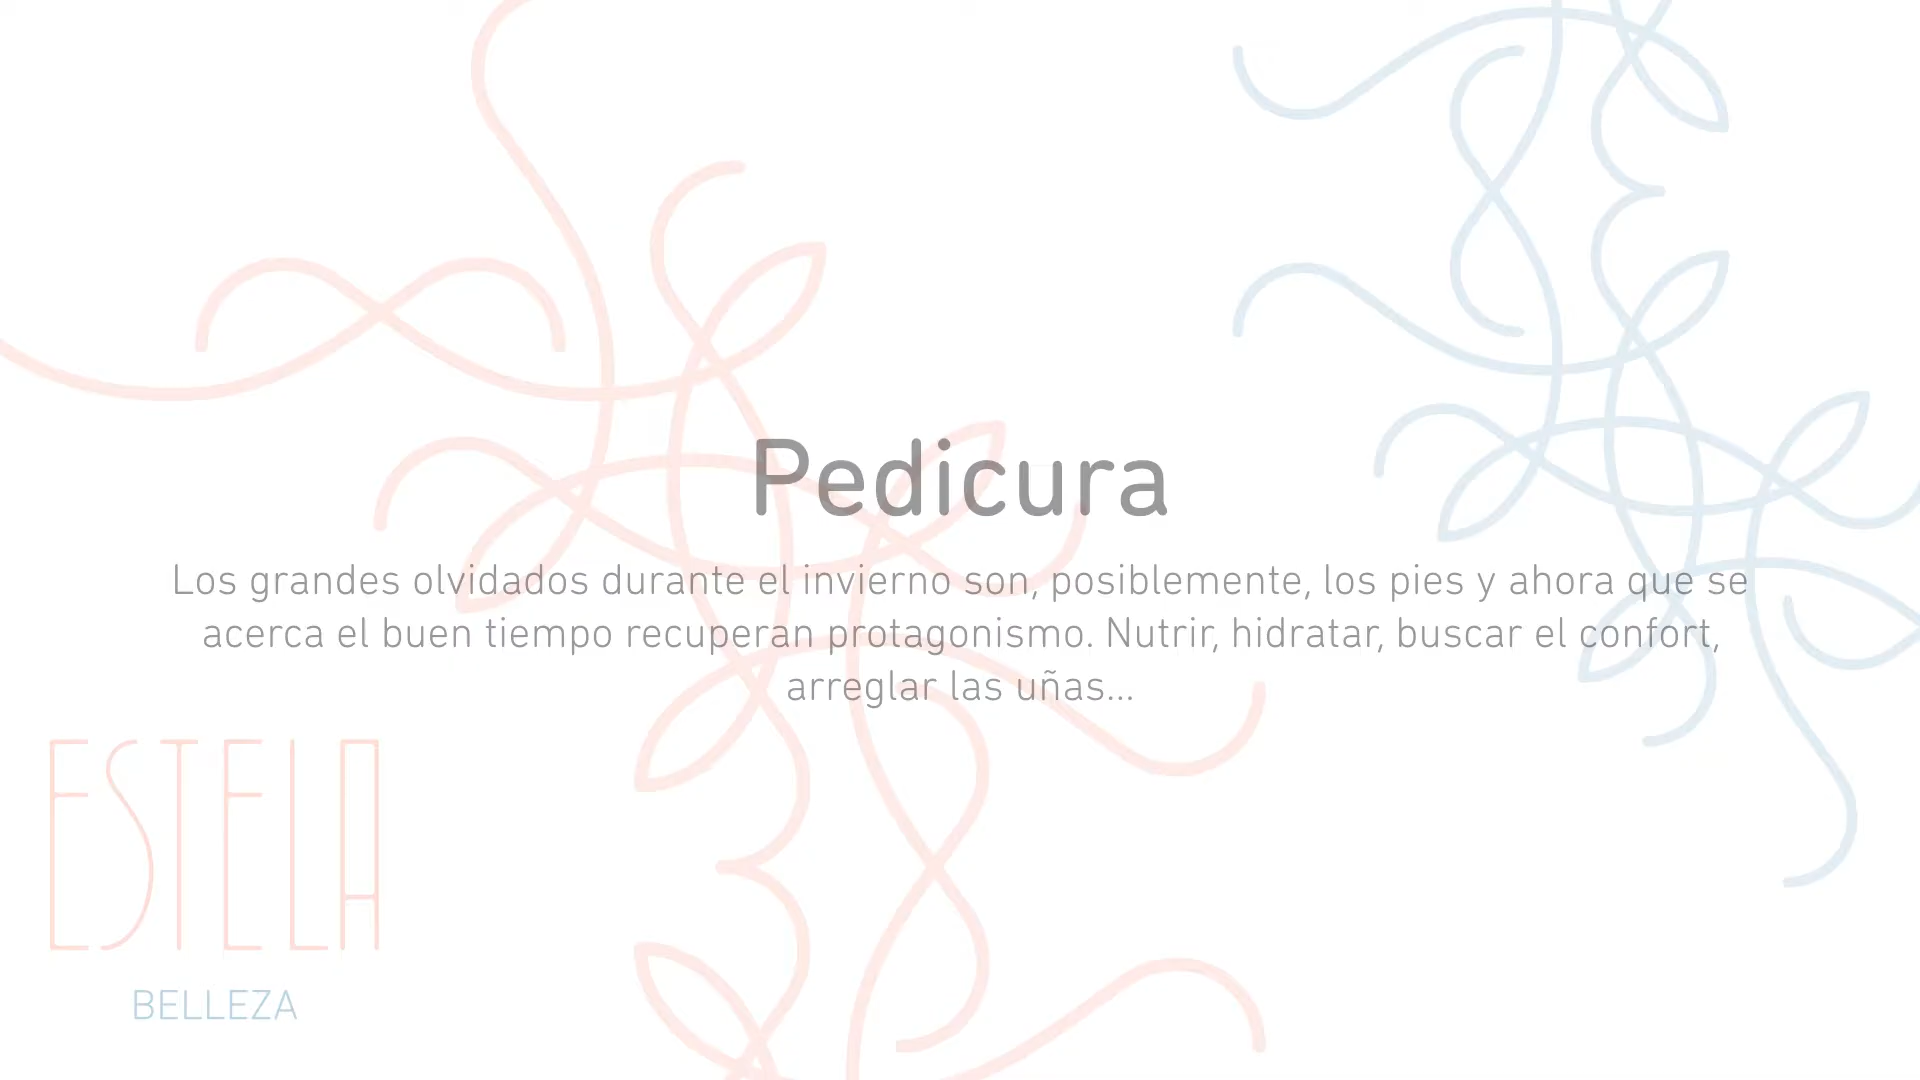 Pedicura
Los grandes olvidados durante el invierno son, posiblemente, los pies y ahora que se
acerca el buen tiempo recuperan protagonismo. Nutrir, hidratar, buscar el confort,
arreglar las uñas...
ESTELA
BELLEZA